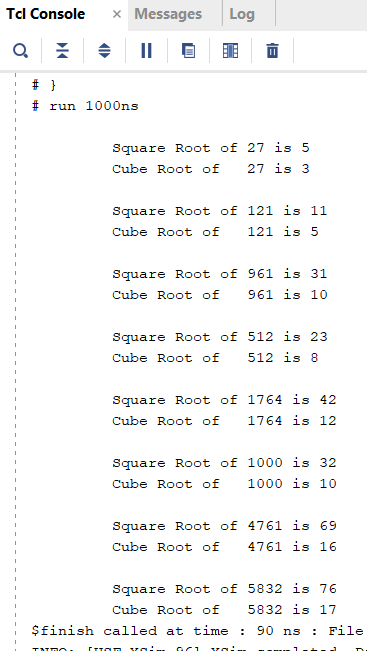 Tcl Console × Messages Log
# }
# run 1000ns
Square Root of 27 is 5
Cube Root of 27 is 3
Square Root of 121 is 11
Cube Root of 121 is 5
Square Root of 961 is 31
Cube Root of 961 is 10
Square Root of 512 is 23
Cube Root of 512 is 8
Square Root of 1764 is 42
Cube Root of 1764 is 12
Square Root of 1000 is 32
Cube Root of 1000 is 10
Square Root of 4761 is 69
Cube Root of 4761 is 16
Square Root of 5832 is 76
Cube Root of 5832 is 17
$finish called at time : 90 ns : File